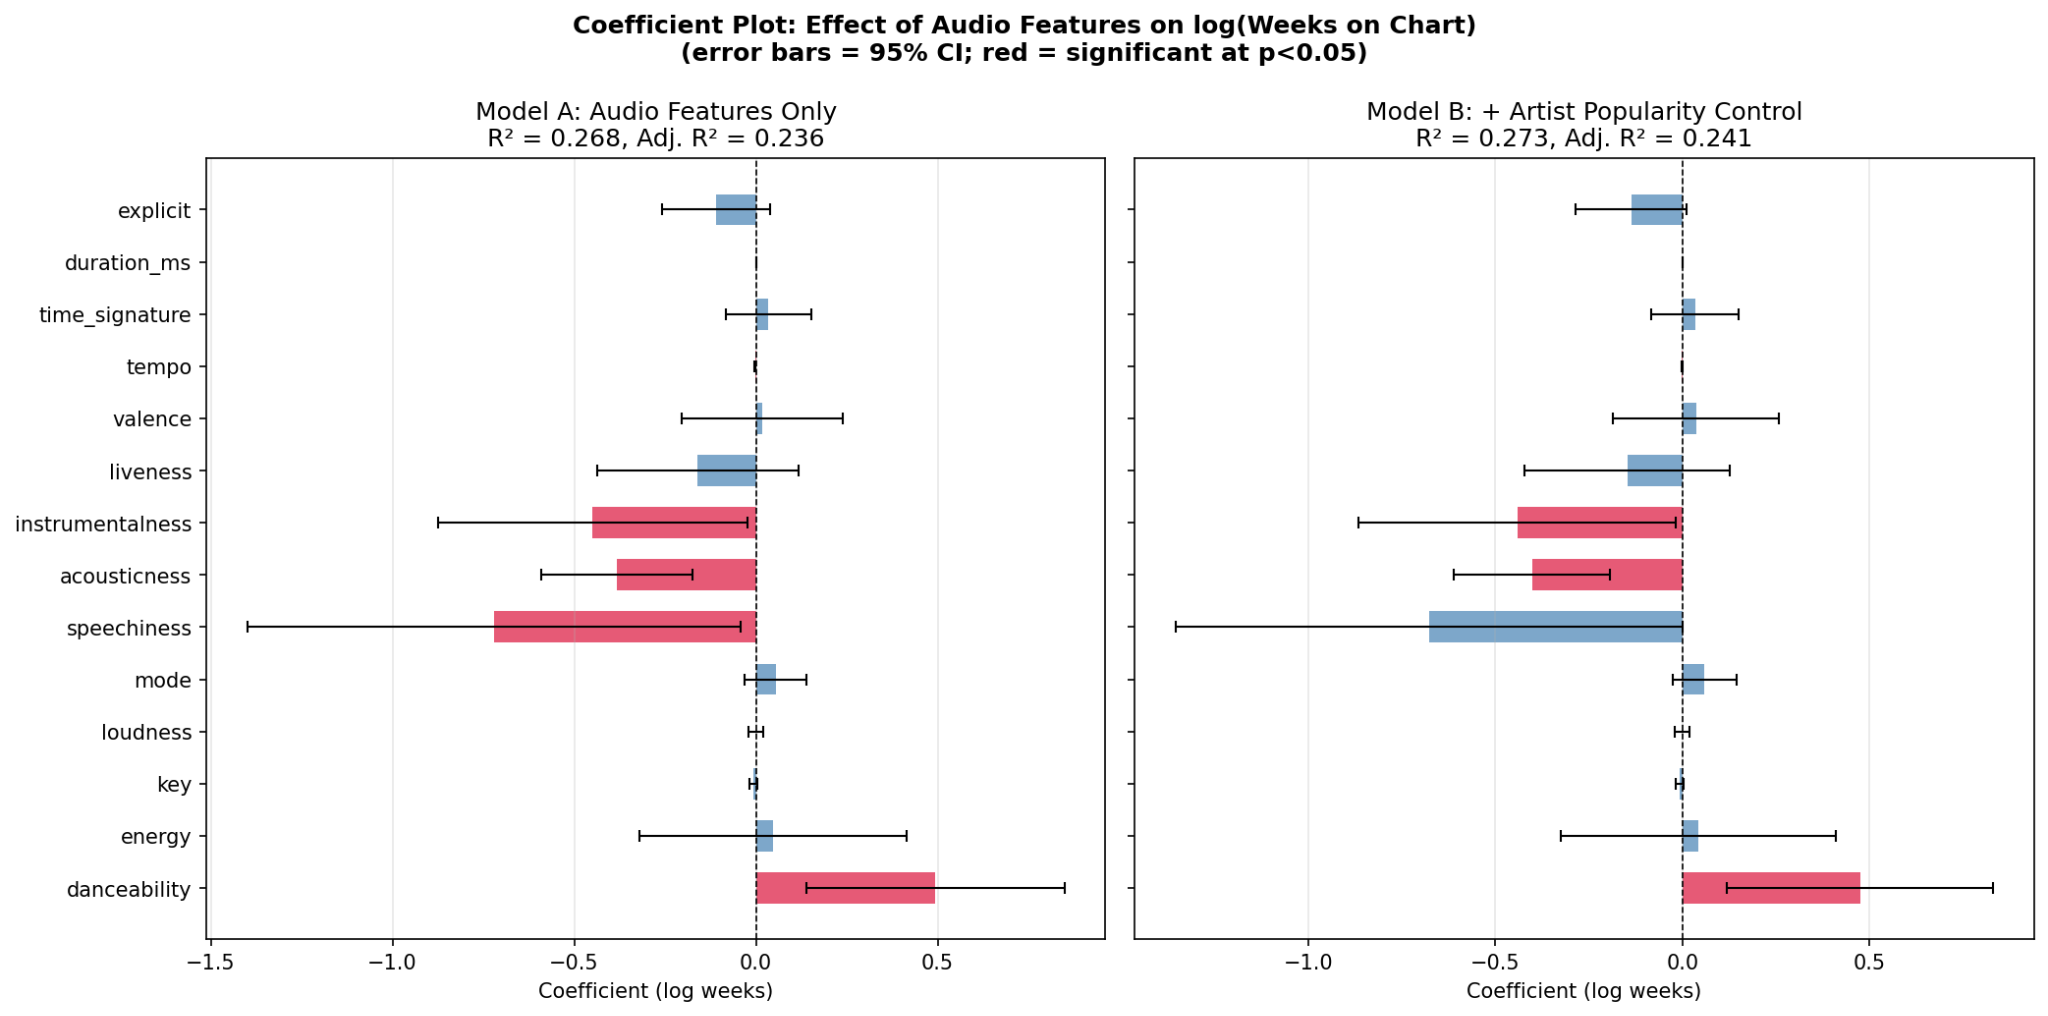 Coefficient Plot: Effect of Audio Features on log(Weeks on Chart)
(error bars = 95% CI; red = significant at p<0.05)
Model A: Audio Features Only
R² = 0.268, Adj. R² = 0.236
explicit
duration_ms
time_signature
tempo
valence
liveness
instrumentalness
acousticness
speechiness
mode
loudness
key
energy
danceability
−1.5 −1.0 −0.5 0.0 0.5
Coefficient (log weeks)
Model B: + Artist Popularity Control
R² = 0.273, Adj. R² = 0.241
−1.0 −0.5 0.0 0.5
Coefficient (log weeks)